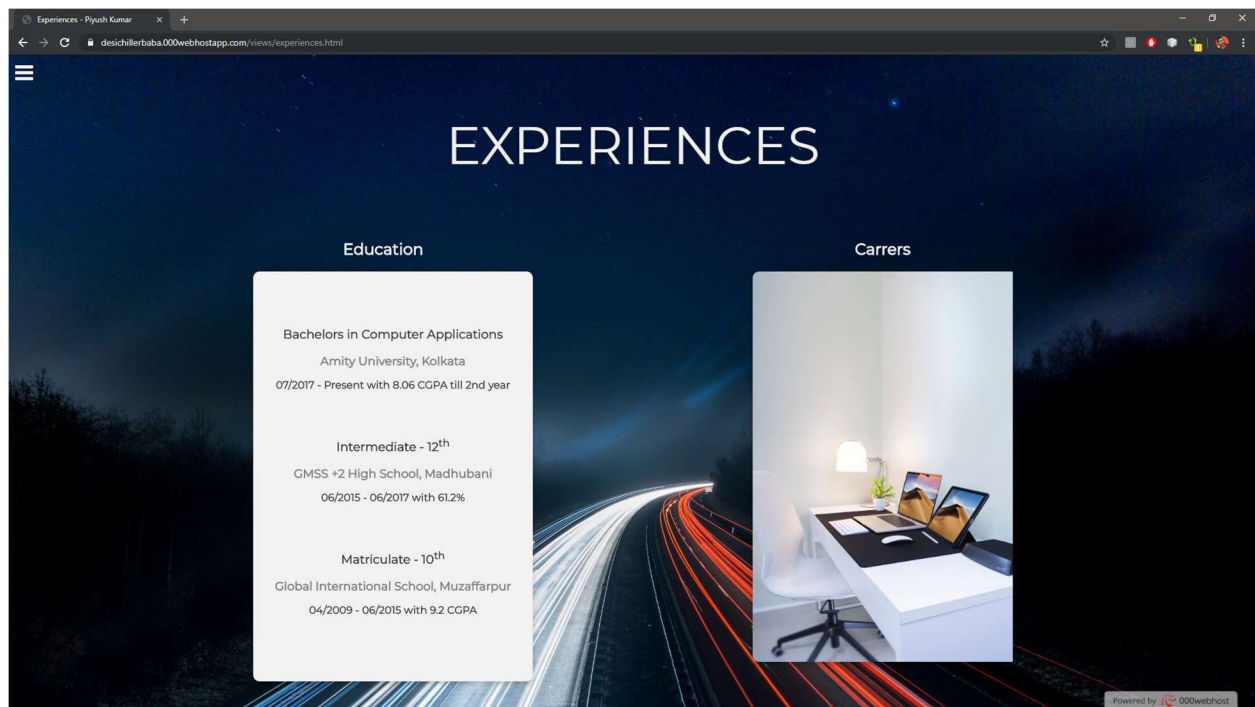 Experiences - Piyush Kumar
desichillerbaba.000webhostapp.com/views/experiences.html
EXPERIENCES
Education
Bachelors in Computer Applications
Amity University, Kolkata
07/2017 - Present with 8.06 CGPA till 2nd year
Intermediate - 12th
GMSS +2 High School, Madhubani
06/2015 - 06/2017 with 61.2%
Matriculate - 10th
Global International School, Muzaffarpur
04/2009 - 06/2015 with 9.2 CGPA
Carrers
Powered by 000webhost